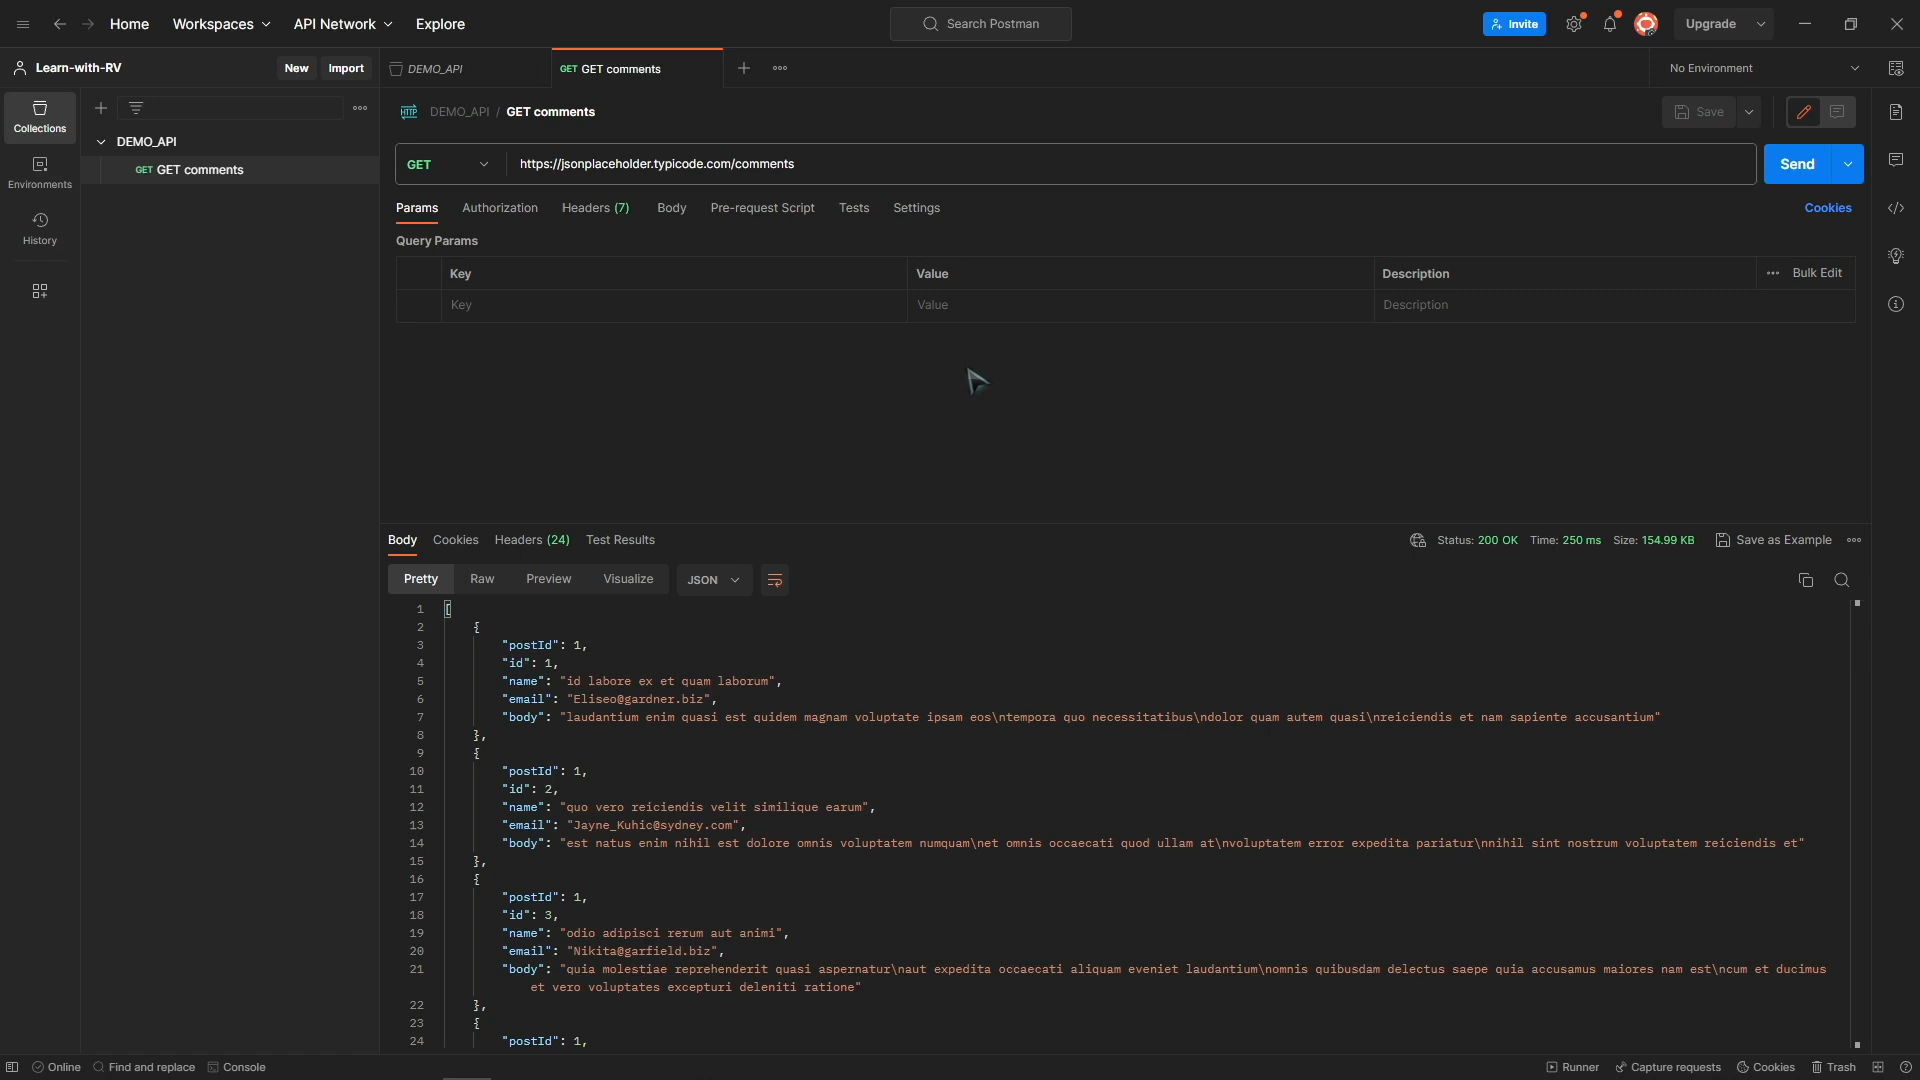 Home Workspaces API Network Explore Search Postman Invite Upgrade
Learn-with-RV New Import DEMO_API GET GET comments No Environment
Collections
Environments
History
DEMO_API
GET GET comments
HTTP DEMO_API / GET comments Save
GET https://jsonplaceholder.typicode.com/comments Send
Params Authorization Headers (7) Body Pre-request Script Tests Settings Cookies
Query Params
Key Value Description Bulk Edit
Key Value Description
Body Cookies Headers (24) Test Results Status: 200 OK Time: 250 ms Size: 154.99 KB Save as Example
Pretty Raw Preview Visualize JSON
1 [
2 {
3 "postId": 1,
4 "id": 1,
5 "name": "id labore ex et quam laborum",
6 "email": "Eliseo@gardner.biz",
7 "body": "laudantium enim quasi est quidem magnam voluptate ipsam eos\ntempora quo necessitatibus\ndolor quam autem quasi\nreiciendis et nam sapiente accusantium"
8 },
9 {
10 "postId": 1,
11 "id": 2,
12 "name": "quo vero reiciendis velit similique earum",
13 "email": "Jayne_Kuhic@sydney.com",
14 "body": "est natus enim nihil est dolore omnis voluptatem numquam\net omnis occaecati quod ullam at\nvoluptatem error expedita pariatur\nnihil sint nostrum voluptatem reiciendis et"
15 },
16 {
17 "postId": 1,
18 "id": 3,
19 "name": "odio adipisci rerum aut animi",
20 "email": "Nikita@garfield.biz",
21 "body": "quia molestiae reprehenderit quasi aspernatur\naut expedita occaecati aliquam eveniet laudantium\nomnis quibusdam delectus saepe quia accusamus maiores nam est\ncum et ducimus
et vero voluptates excepturi deleniti ratione"
22 },
23 {
24 "postId": 1,
Online Find and replace Console Runner Capture requests Cookies Trash